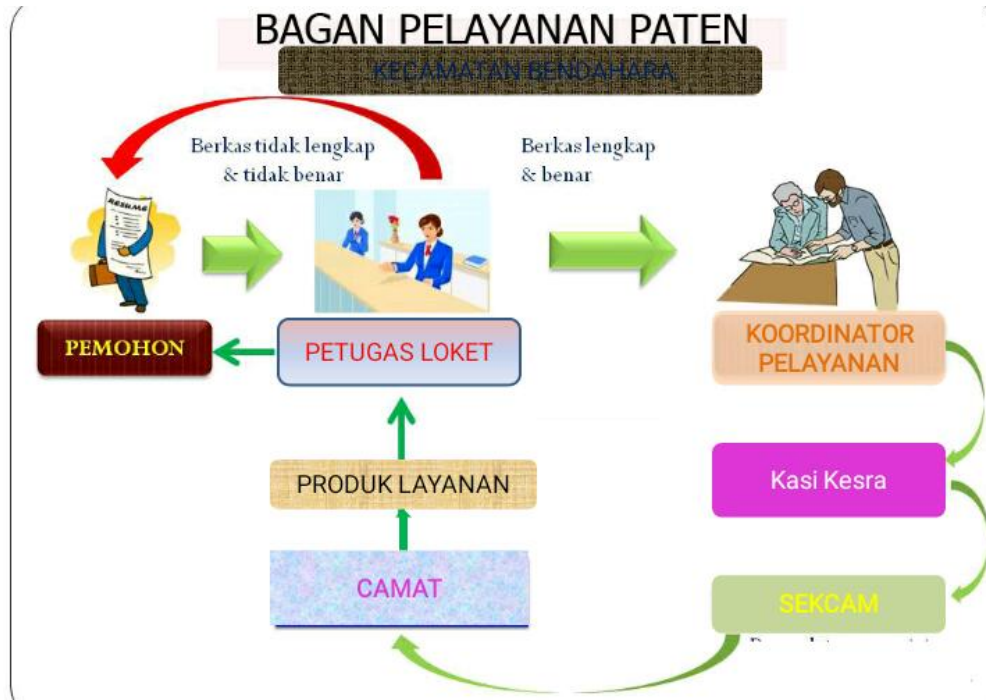 BAGAN PELAYANAN PATEN
KECAMATAN BENDAHARA
Berkas tidak lengkap
& tidak benar
Berkas lengkap
& benar
RESUME
PEMOHON
PETUGAS LOKET
KOORDINATOR
PELAYANAN
PRODUK LAYANAN
Kasi Kesra
CAMAT
SEKCAM